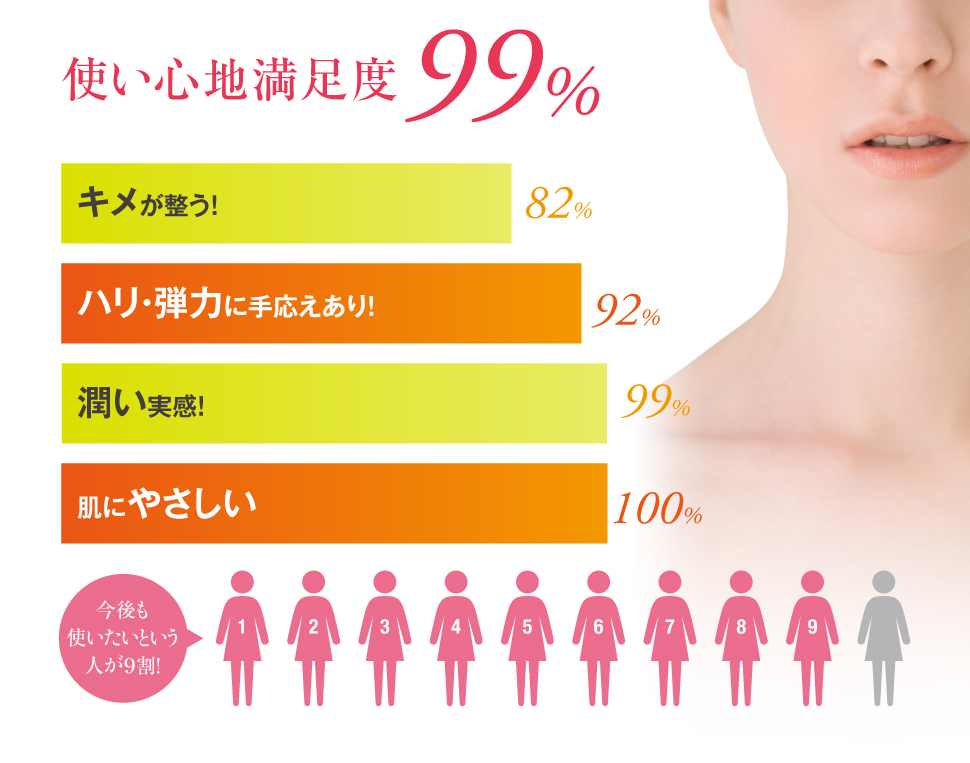 使い心地満足度 99%
キメが整う! 82%
ハリ・弾力に手応えあり! 92%
潤い実感! 99%
肌にやさしい 100%
今後も
使いたいという
人が9割!
1 2 3 4 5 6 7 8 9